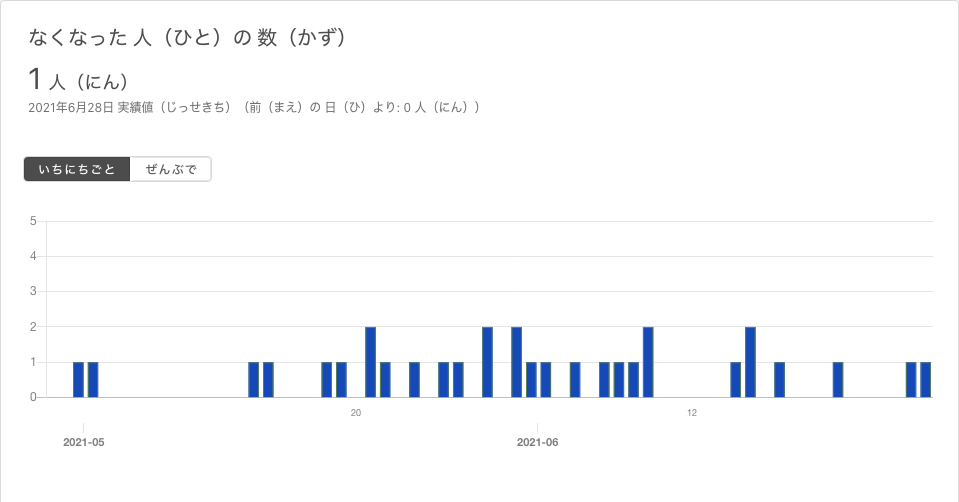 なくなった 人（ひと）の 数（かず）
1 人（にん）
2021年6月28日 実績値（じっせきち）（前（まえ）の 日（ひ）より: 0 人（にん））
いちにちごと ぜんぶで
5
4
3
2
1
0
20 12
2021-05 2021-06